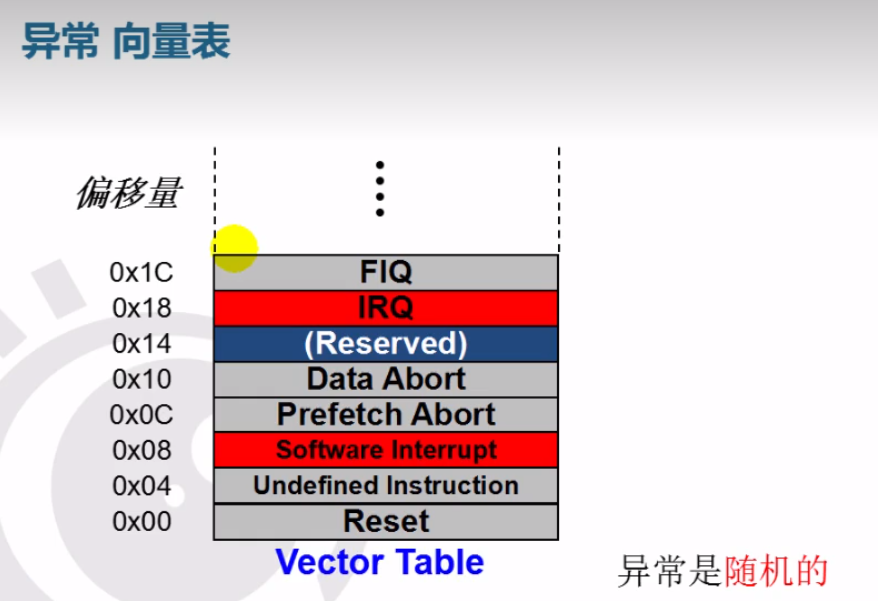 异常 向量表
偏移量
0x1C FIQ
0x18 IRQ
0x14 (Reserved)
0x10 Data Abort
0x0C Prefetch Abort
0x08 Software Interrupt
0x04 Undefined Instruction
0x00 Reset
Vector Table
异常是随机的